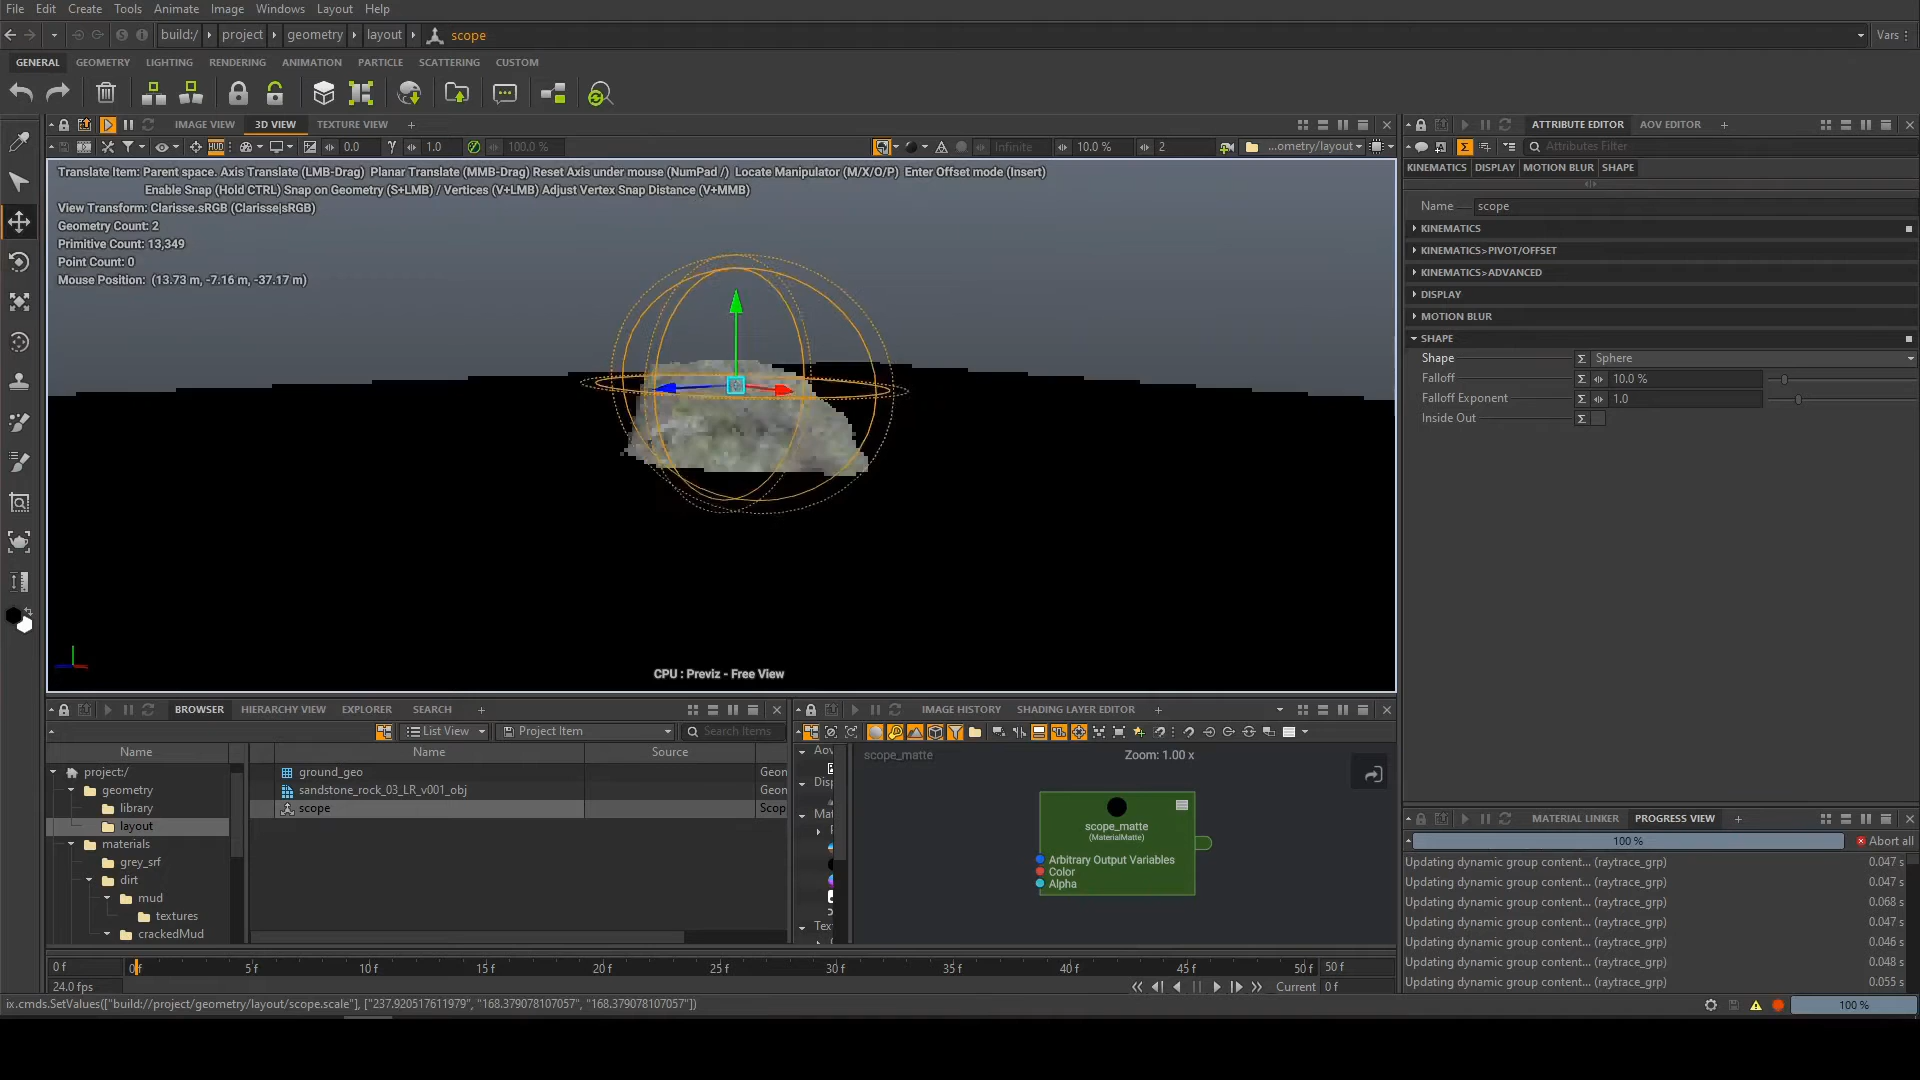 File Edit Create Tools Animate Image Windows Layout Help
build:/ project geometry layout scope Vars
GENERAL GEOMETRY LIGHTING RENDERING ANIMATION PARTICLE SCATTERING CUSTOM
IMAGE VIEW 3D VIEW TEXTURE VIEW +
HUD 0.0 γ 1.0 100.0 % Infinite 10.0 % 2 ...ometry/layout
Translate Item: Parent space. Axis Translate (LMB-Drag) Planar Translate (MMB-Drag) Reset Axis under mouse (NumPad /) Locate Manipulator (M/X/O/P) Enter Offset mode (Insert)
Enable Snap (Hold CTRL) Snap on Geometry (S+LMB) / Vertices (V+LMB) Adjust Vertex Snap Distance (V+MMB)
View Transform: Clarisse.sRGB (Clarisse|sRGB)
Geometry Count: 2
Primitive Count: 13,349
Point Count: 0
Mouse Position: (13.73 m, -7.16 m, -37.17 m)
CPU : Previz - Free View
ATTRIBUTE EDITOR AOV EDITOR +
Attributes Filter
KINEMATICS DISPLAY MOTION BLUR SHAPE
Name scope
KINEMATICS
KINEMATICS>PIVOT/OFFSET
KINEMATICS>ADVANCED
DISPLAY
MOTION BLUR
SHAPE
Shape Σ Sphere
Falloff Σ 10.0 %
Falloff Exponent Σ 1.0
Inside Out Σ
BROWSER HIERARCHY VIEW EXPLORER SEARCH +
List View Project Item Search Items
Name
project:/
geometry
library
layout
materials
grey_srf
dirt
mud
textures
crackedMud
Name Source
ground_geo Geon
sandstone_rock_03_LR_v001_obj Geon
scope Scop
IMAGE HISTORY SHADING LAYER EDITOR +
Aov
Disp
Mat
Text
scope_matte Zoom: 1.00 x
scope_matte
(MaterialMatte)
Arbitrary Output Variables
Color
Alpha
MATERIAL LINKER PROGRESS VIEW +
100 % Abort all
Updating dynamic group content... (raytrace_grp) 0.047 s
Updating dynamic group content... (raytrace_grp) 0.047 s
Updating dynamic group content... (raytrace_grp) 0.068 s
Updating dynamic group content... (raytrace_grp) 0.047 s
Updating dynamic group content... (raytrace_grp) 0.046 s
Updating dynamic group content... (raytrace_grp) 0.048 s
Updating dynamic group content... (raytrace_grp) 0.055 s
0 f 0f 5 f 10 f 15 f 20 f 25 f 30 f 35 f 40 f 45 f 50 f 50 f
24.0 fps Current 0 f
ix.cmds.SetValues(["build://project/geometry/layout/scope.scale"], ["237.920517611979", "168.379078107057", "168.379078107057"]) 100 %